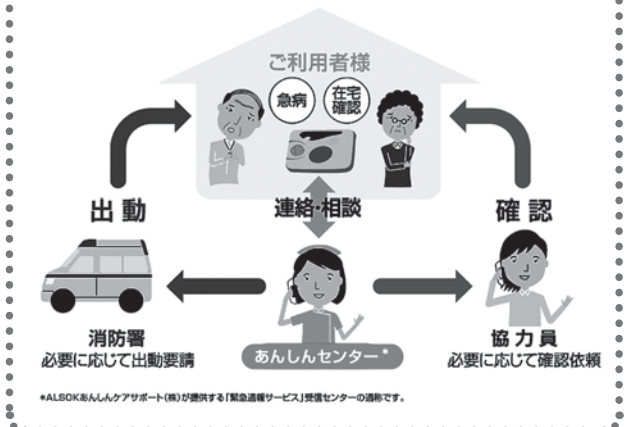 ご利用者様
急病
在宅
確認
出動
連絡・相談
確認
消防署
必要に応じて出動要請
あんしんセンター*
協力員
必要に応じて確認依頼
*ALSOKあんしんケアサポート(株)が提供する「緊急通報サービス」受信センターの通称です。